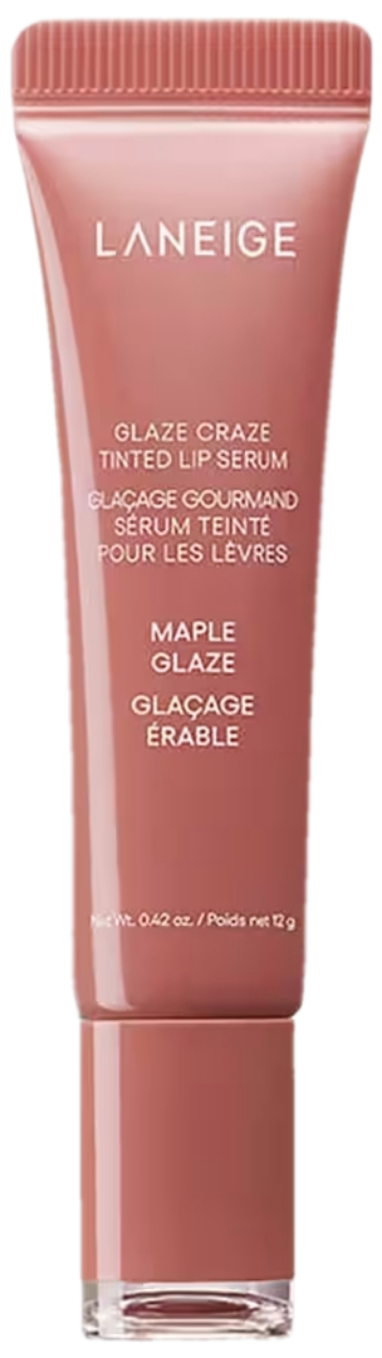 LANEIGE
GLAZE CRAZE
TINTED LIP SERUM
GLAÇAGE GOURMAND
SÉRUM TEINTÉ
POUR LES LÈVRES
MAPLE
GLAZE
GLAÇAGE
ÉRABLE
Net Wt. 0.42 oz. / Poids net 12 g